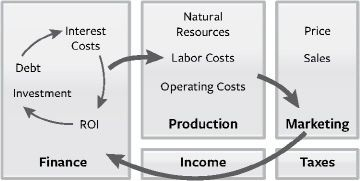 Interest
Costs
Debt
Investment
ROI
Finance
Natural
Resources
Labor Costs
Operating Costs
Production
Price
Sales
Marketing
Income
Taxes